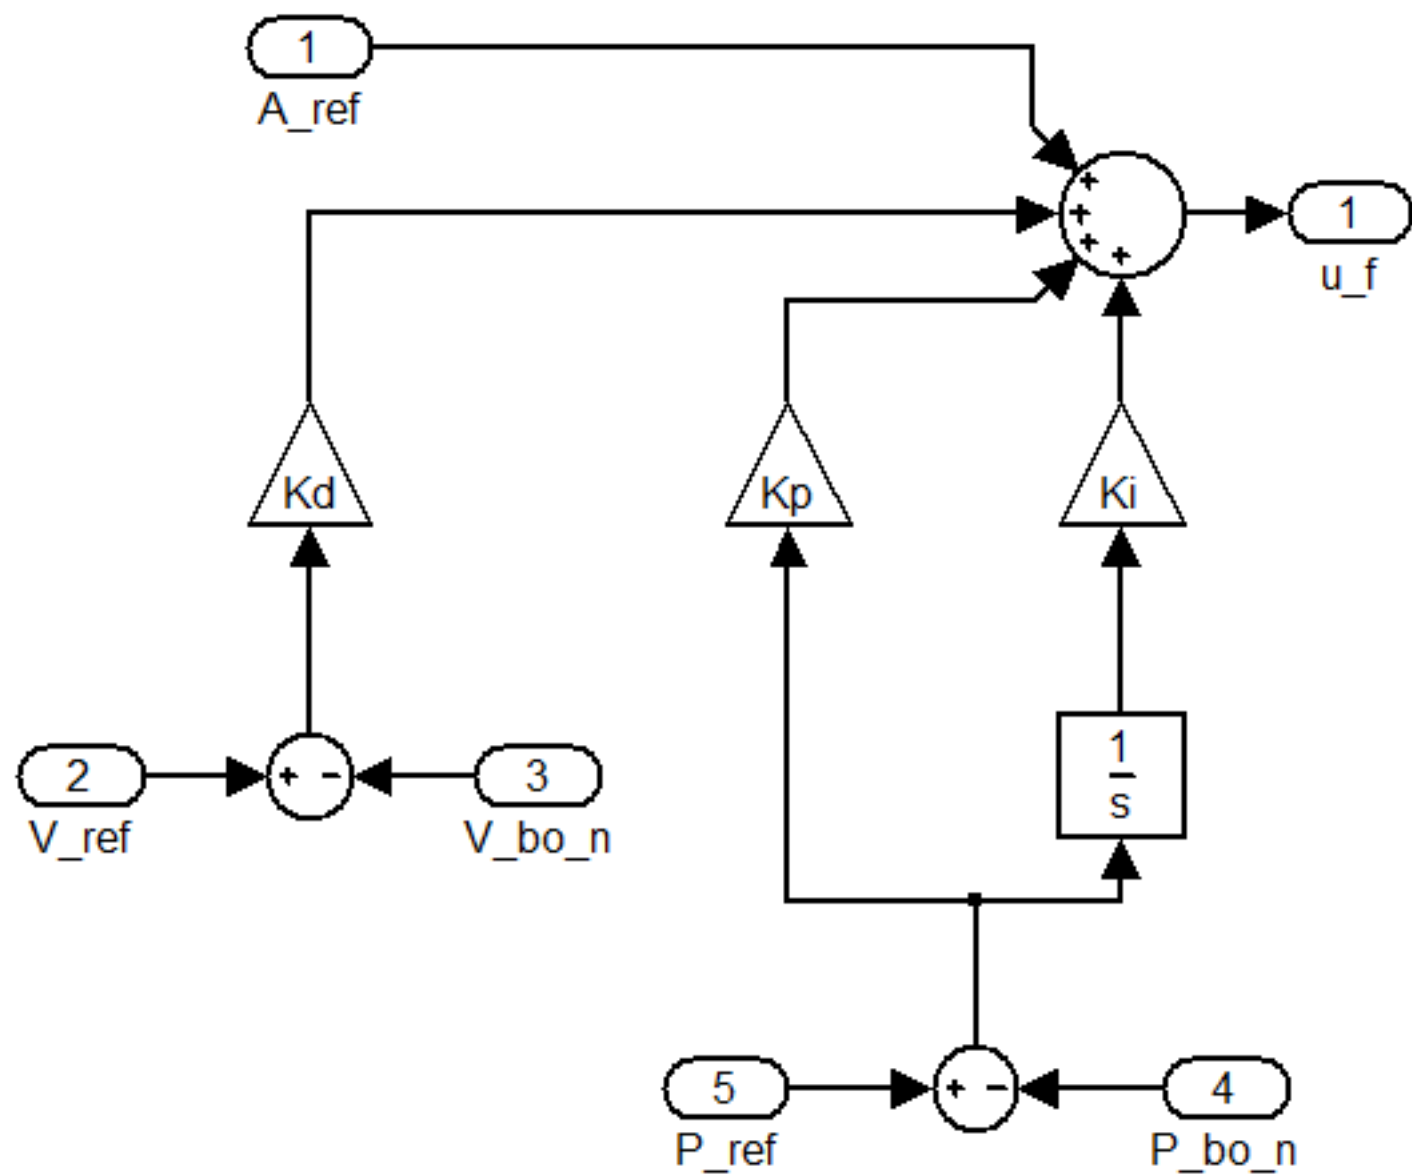 1
A_ref
+
+
+
+
1
u_f
Kd
Kp
Ki
2
V_ref
+ -
3
V_bo_n
1
s
5
P_ref
+ -
4
P_bo_n